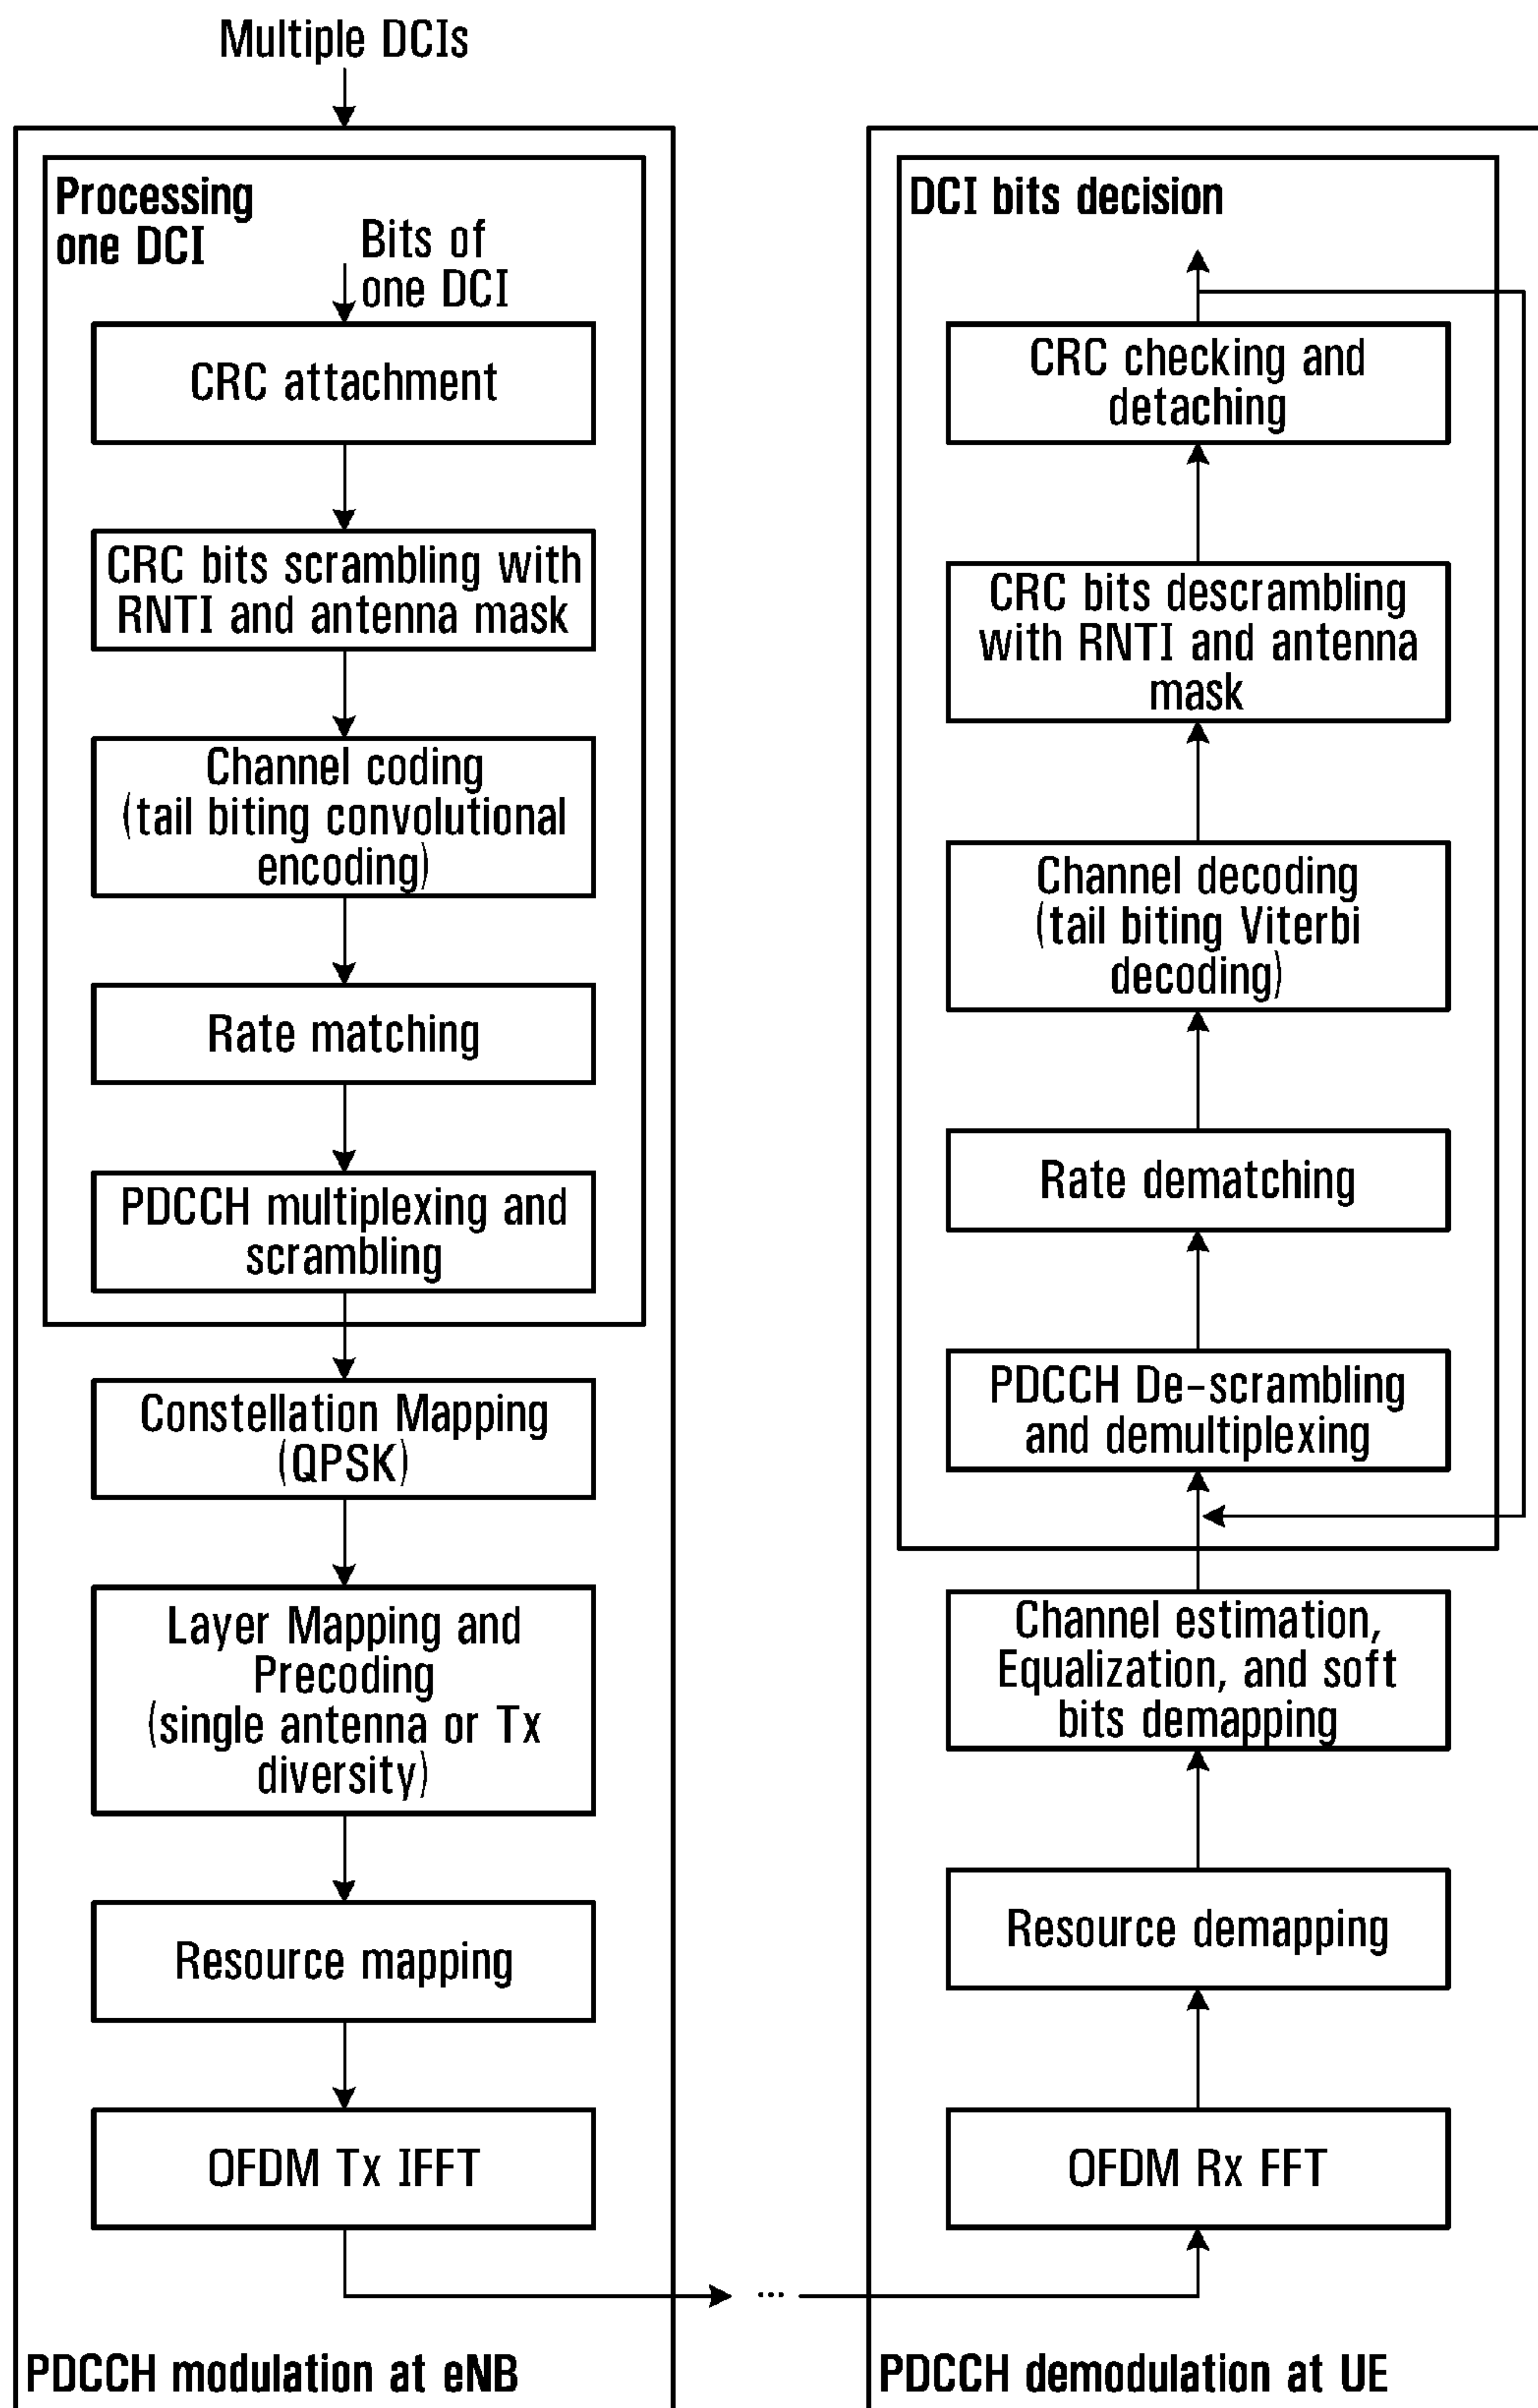 Multiple DCIs
Processing
one DCI
Bits of
one DCI
CRC attachment
CRC bits scrambling with
RNTI and antenna mask
Channel coding
(tail biting convolutional
encoding)
Rate matching
PDCCH multiplexing and
scrambling
Constellation Mapping
(QPSK)
Layer Mapping and
Precoding
(single antenna or Tx
diversity)
Resource mapping
OFDM Tx IFFT
PDCCH modulation at eNB
...
DCI bits decision
CRC checking and
detaching
CRC bits descrambling
with RNTI and antenna
mask
Channel decoding
(tail biting Viterbi
decoding)
Rate dematching
PDCCH De-scrambling
and demultiplexing
Channel estimation,
Equalization, and soft
bits demapping
Resource demapping
OFDM Rx FFT
PDCCH demodulation at UE